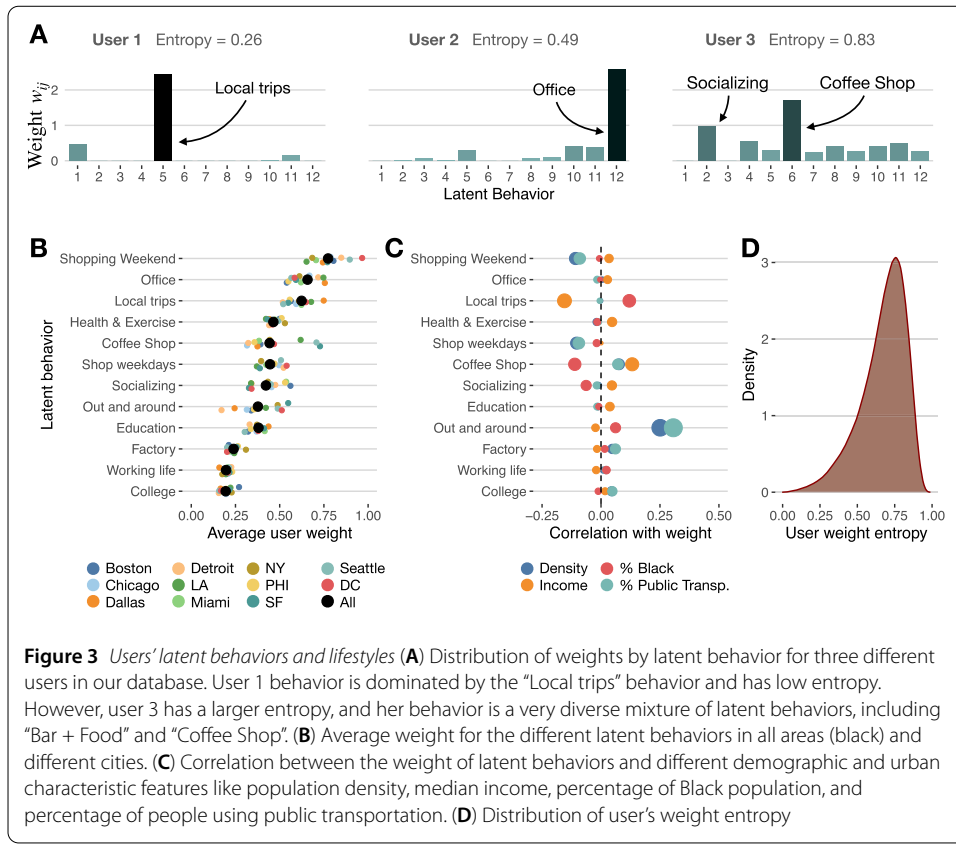 A
User 1 Entropy = 0.26
User 2 Entropy = 0.49
User 3 Entropy = 0.83
Weight wij
2
1
0
Local trips
Office
Socializing
Coffee Shop
1 2 3 4 5 6 7 8 9 10 11 12
1 2 3 4 5 6 7 8 9 10 11 12
1 2 3 4 5 6 7 8 9 10 11 12
Latent Behavior
B
Latent behavior
Shopping Weekend
Office
Local trips
Health & Exercise
Coffee Shop
Shop weekdays
Socializing
Out and around
Education
Factory
Working life
College
0.00 0.25 0.50 0.75 1.00
Average user weight
Boston Detroit NY Seattle
Chicago LA PHI DC
Dallas Miami SF All
C
Shopping Weekend
Office
Local trips
Health & Exercise
Shop weekdays
Coffee Shop
Socializing
Education
Out and around
Factory
Working life
College
−0.25 0.00 0.25 0.50
Correlation with weight
Density % Black
Income % Public Transp.
D
Density
3
2
1
0
0.00 0.25 0.50 0.75 1.00
User weight entropy
Figure 3 Users’ latent behaviors and lifestyles (A) Distribution of weights by latent behavior for three different
users in our database. User 1 behavior is dominated by the “Local trips” behavior and has low entropy.
However, user 3 has a larger entropy, and her behavior is a very diverse mixture of latent behaviors, including
“Bar + Food” and “Coffee Shop”. (B) Average weight for the different latent behaviors in all areas (black) and
different cities. (C) Correlation between the weight of latent behaviors and different demographic and urban
characteristic features like population density, median income, percentage of Black population, and
percentage of people using public transportation. (D) Distribution of user’s weight entropy